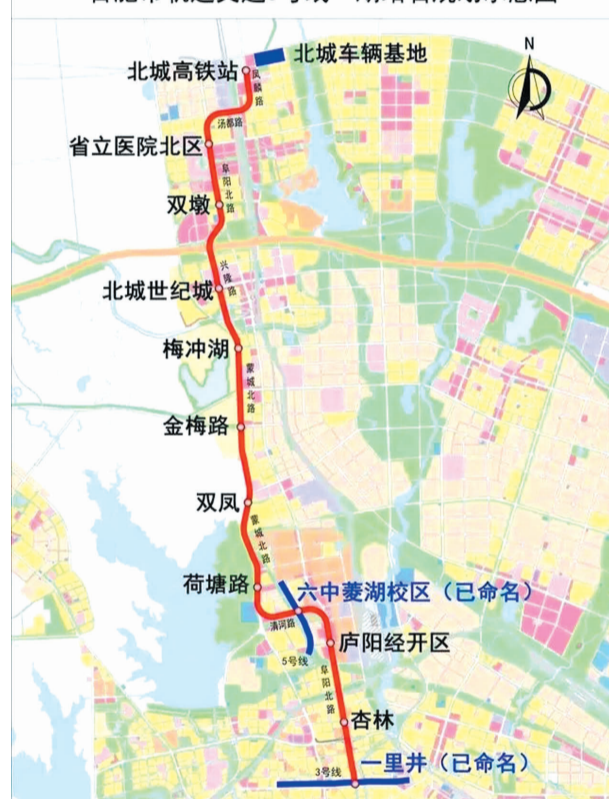 北城车辆基地
N
北城高铁站
凤麟路
汤都路
省立医院北区
阜阳北路
双墩
兴隆路
北城世纪城
梅冲湖
蒙城北路
金梅路
双凤
蒙城北路
荷塘路
六中菱湖校区（已命名）
清河路
庐阳经开区
5号线
阜阳北路
杏林
一里井（已命名）
3号线